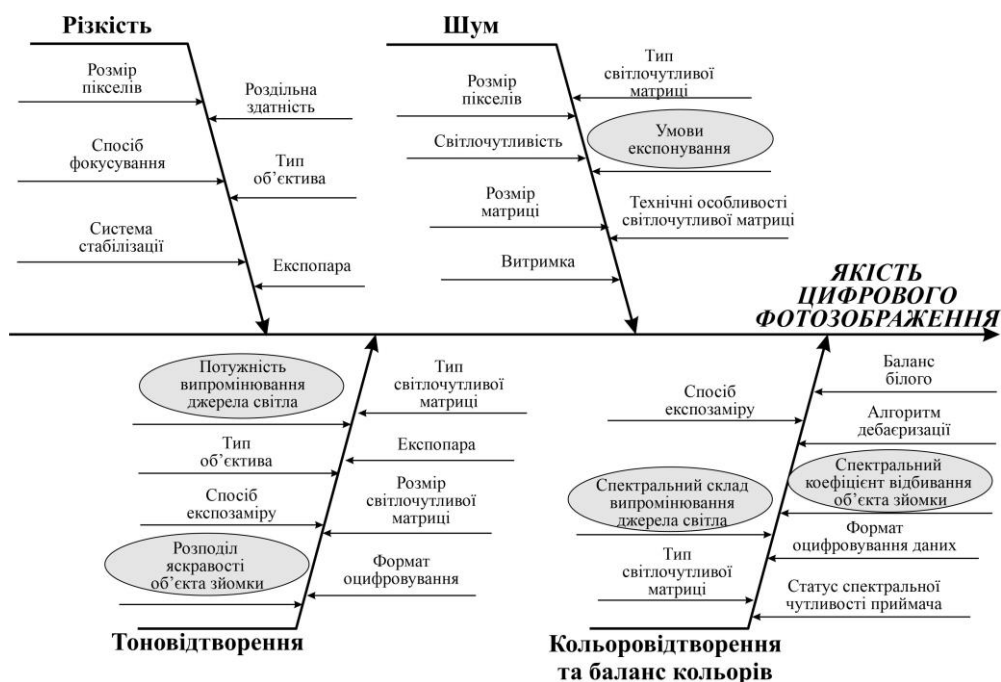 Різкість
Розмір
пікселів
Роздільна
здатність
Спосіб
фокусування
Тип
об’єктива
Система
стабілізації
Експопара
Шум
Тип
світлочутливої
матриці
Розмір
пікселів
Умови
експонування
Світлочутливість
Розмір
матриці
Технічні особливості
світлочутливої матриці
Витримка
ЯКІСТЬ
ЦИФРОВОГО
ФОТОЗОБРАЖЕННЯ
Потужність
випромінювання
джерела світла
Тип
світлочутливої
матриці
Тип
об’єктива
Експопара
Спосіб
експозаміру
Розмір
світлочутливої
матриці
Розподіл
яскравості
об’єкта зйомки
Формат
оцифровування
Тоновідтворення
Баланс
білого
Спосіб
експозаміру
Алгоритм
дебаєризації
Спектральний
коефіцієнт відбивання
об’єкта зйомки
Спектральний склад
випромінювання
джерела світла
Формат
оцифровування даних
Тип
світлочутливої
матриці
Статус спектральної
чутливості приймача
Кольоровідтворення
та баланс кольорів